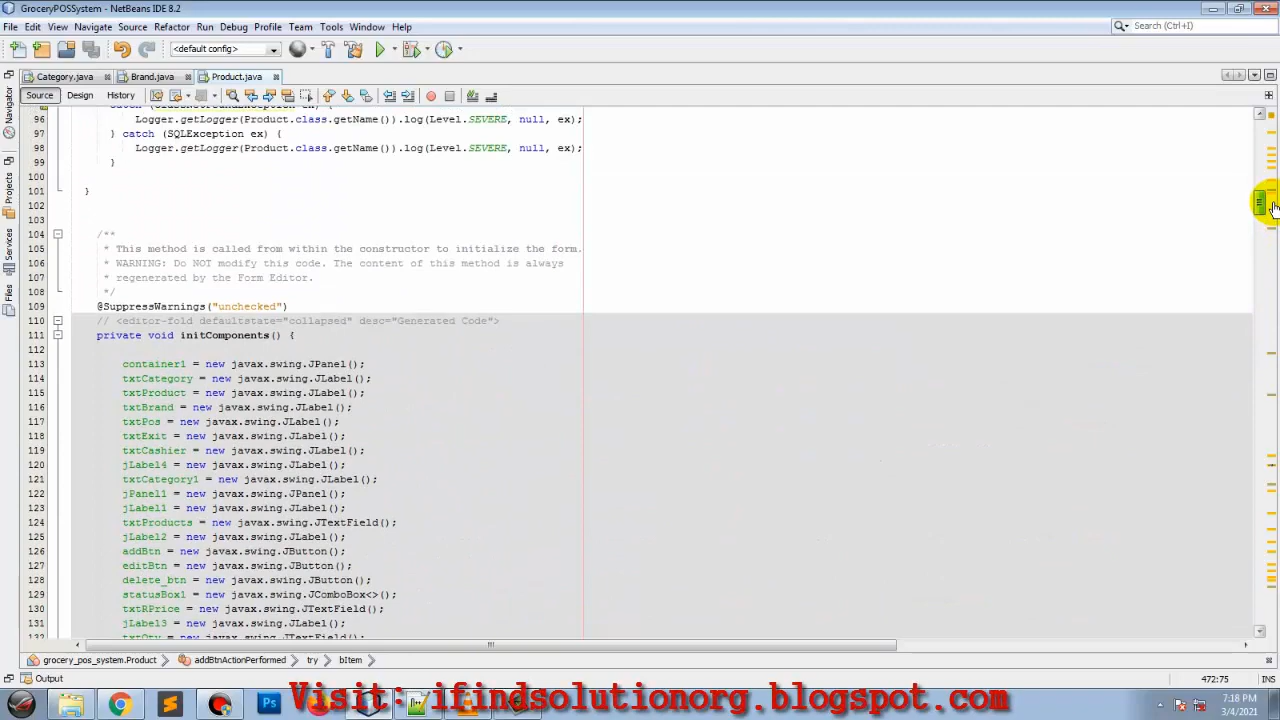 GroceryPOSSystem - NetBeans IDE 8.2
File Edit View Navigate Source Refactor Run Debug Profile Team Tools Window Help
Search (Ctrl+I)
<default config>
Category.java Brand.java Product.java
Source Design History
Navigator
Projects
Services
Files
96 Logger.getLogger(Product.class.getName()).log(Level.SEVERE, null, ex);
97 } catch (SQLException ex) {
98 Logger.getLogger(Product.class.getName()).log(Level.SEVERE, null, ex);
99 }
100
101 }
102
103
104 /**
105 * This method is called from within the constructor to initialize the form.
106 * WARNING: Do NOT modify this code. The content of this method is always
107 * regenerated by the Form Editor.
108 */
109 @SuppressWarnings("unchecked")
110 // <editor-fold defaultstate="collapsed" desc="Generated Code">
111 private void initComponents() {
112
113 container1 = new javax.swing.JPanel();
114 txtCategory = new javax.swing.JLabel();
115 txtProduct = new javax.swing.JLabel();
116 txtBrand = new javax.swing.JLabel();
117 txtPos = new javax.swing.JLabel();
118 txtExit = new javax.swing.JLabel();
119 txtCashier = new javax.swing.JLabel();
120 jLabel4 = new javax.swing.JLabel();
121 txtCategory1 = new javax.swing.JLabel();
122 jPanel1 = new javax.swing.JPanel();
123 jLabel1 = new javax.swing.JLabel();
124 txtProducts = new javax.swing.JTextField();
125 jLabel2 = new javax.swing.JLabel();
126 addBtn = new javax.swing.JButton();
127 editBtn = new javax.swing.JButton();
128 delete_btn = new javax.swing.JButton();
129 statusBox1 = new javax.swing.JComboBox<>();
130 txtRPrice = new javax.swing.JTextField();
131 jLabel3 = new javax.swing.JLabel();
txtQty = new javax.swing.JTextField();
grocery_pos_system.Product addBtnActionPerformed try bItem
Output
472:75 INS
Visit: ifindsolutionorg.blogspot.com
7:18 PM
3/4/2021